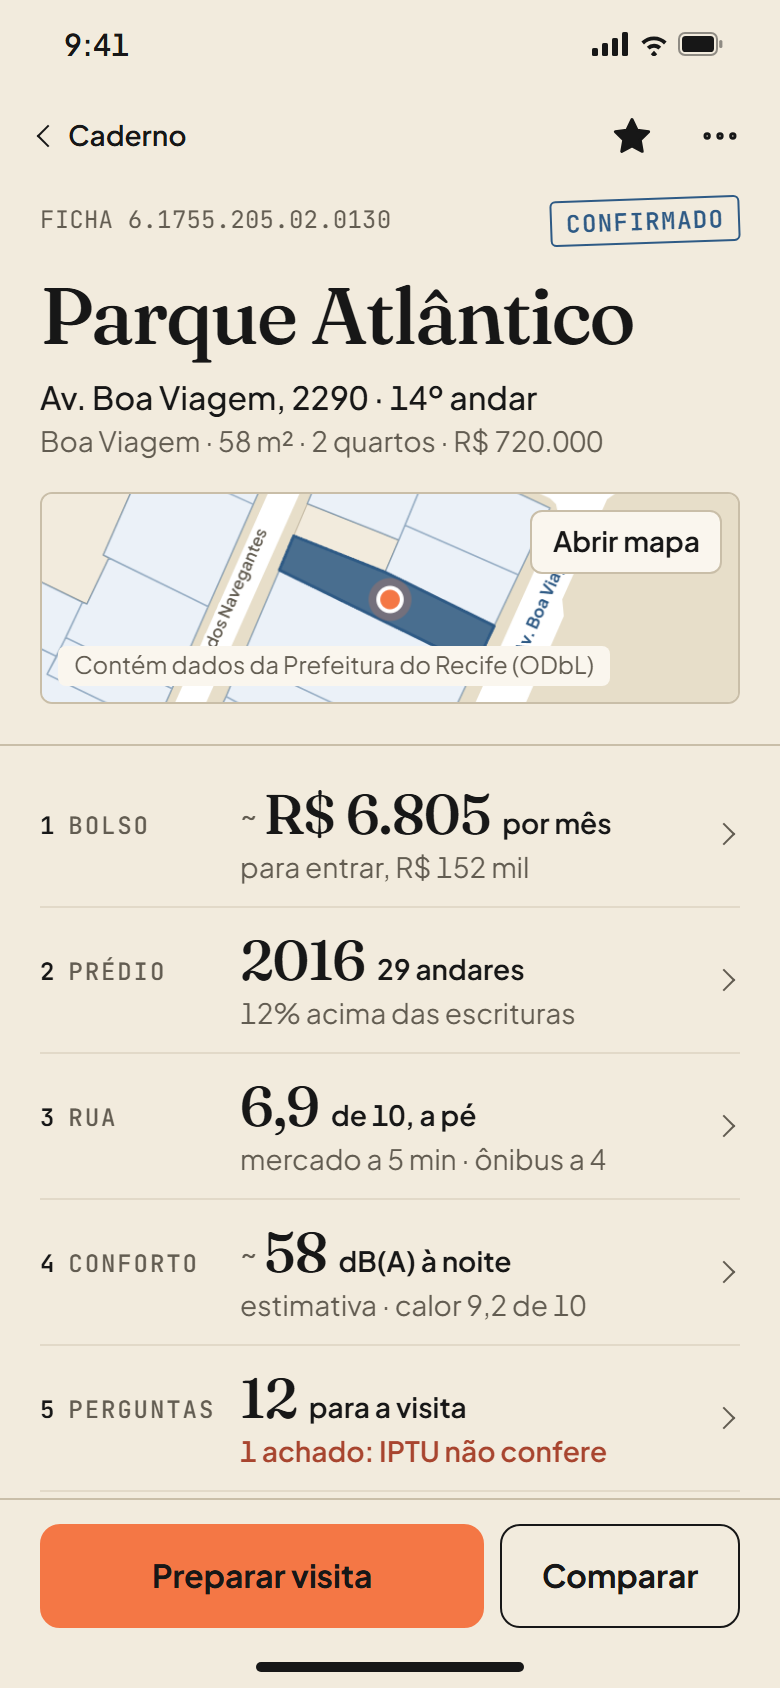 9:41
Caderno
FICHA 6.1755.205.02.0130
CONFIRMADO
Parque Atlântico
Av. Boa Viagem, 2290 · 14º andar
Boa Viagem · 58 m² · 2 quartos · R$ 720.000
Abrir mapa
dos Navegantes
Av. Boa Via
Contém dados da Prefeitura do Recife (ODbL)
1 BOLSO
~ R$ 6.805 por mês
para entrar, R$ 152 mil
2 PRÉDIO
2016 29 andares
12% acima das escrituras
3 RUA
6,9 de 10, a pé
mercado a 5 min · ônibus a 4
4 CONFORTO
~ 58 dB(A) à noite
estimativa · calor 9,2 de 10
5 PERGUNTAS
12 para a visita
1 achado: IPTU não confere
Preparar visita
Comparar